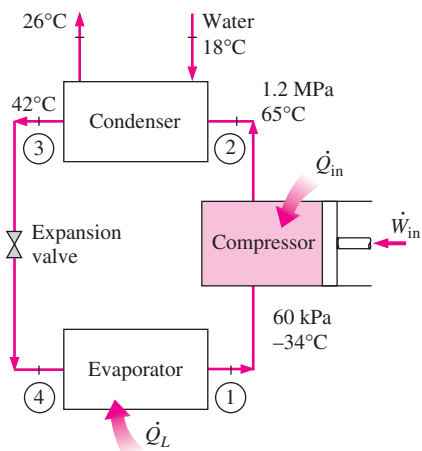 26°C
Water
18°C
42°C
Condenser
1.2 MPa
65°C
3
2
Q̇in
Expansion
valve
Compressor
Ẇin
60 kPa
–34°C
Evaporator
4
1
Q̇L